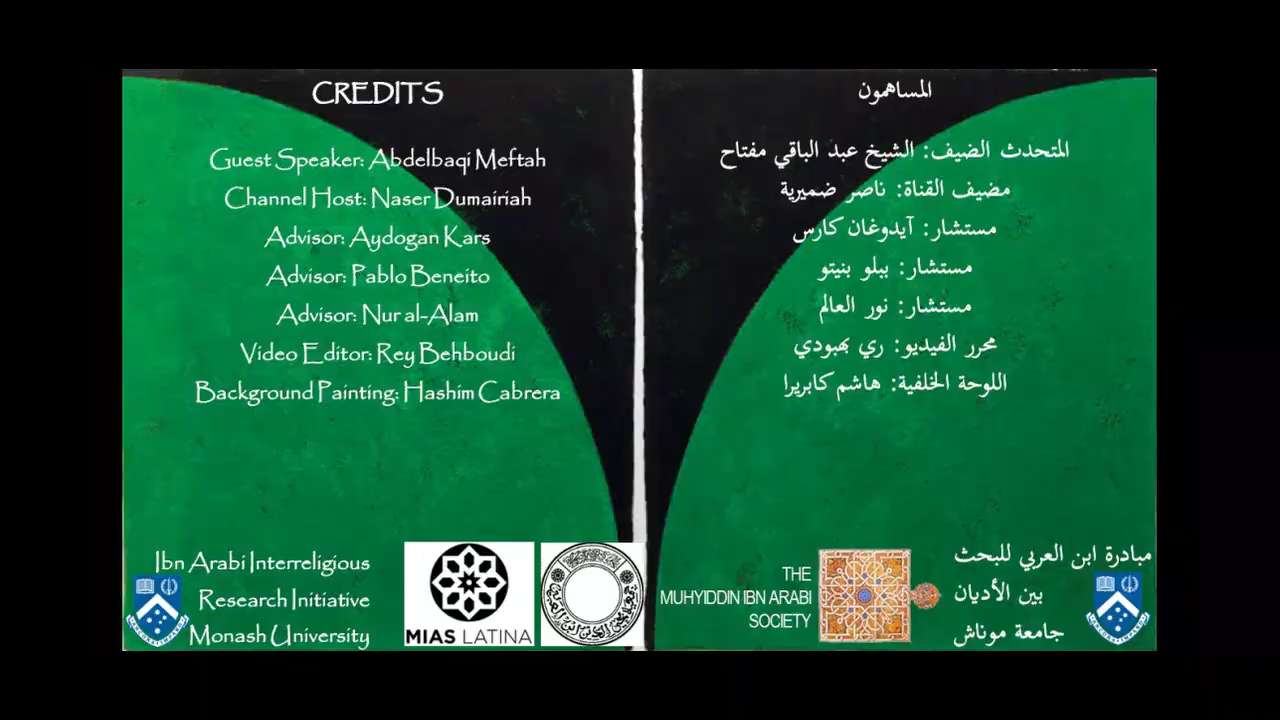 CREDITS
Guest Speaker: Abdelbaqi Meftah
Channel Host: Naser Dumairiah
Advisor: Aydogan Kars
Advisor: Pablo Beneito
Advisor: Nur al-Alam
Video Editor: Rey Behboudi
Background Painting: Hashim Cabrera
Ibn Arabi Interreligious
Research Initiative
Monash University
MIAS LATINA
المساهمون
المتحدث الضيف: الشيخ عبد الباقي مفتاح
مضيف القناة: ناصر ضميرية
مستشار: آيدوغان كارس
مستشار: ببلو بنيتو
مستشار: نور العالم
محرر الفيديو: ري بهبودي
اللوحة الخلفية: هاشم كابريرا
THE
MUHYIDDIN IBN ARABI
SOCIETY
مبادرة ابن العربي للبحث
بين الأديان
جامعة موناش